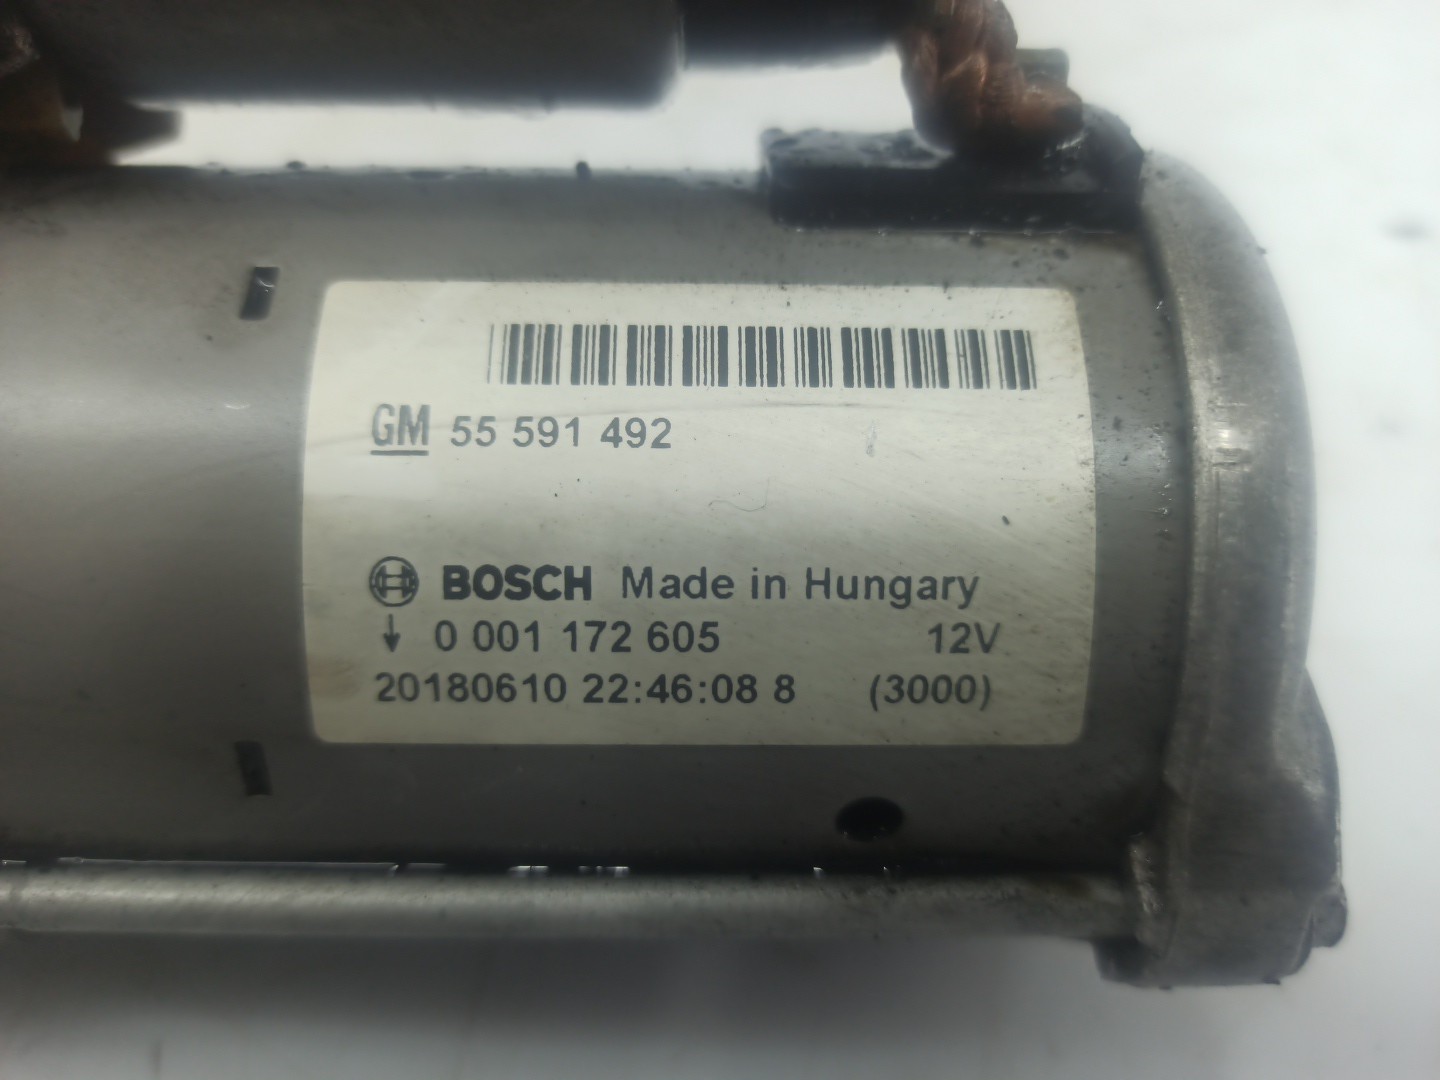 GM 55 591 492
BOSCH Made in Hungary
↓ 0 001 172 605 12V
20180610 22:46:08 8 (3000)